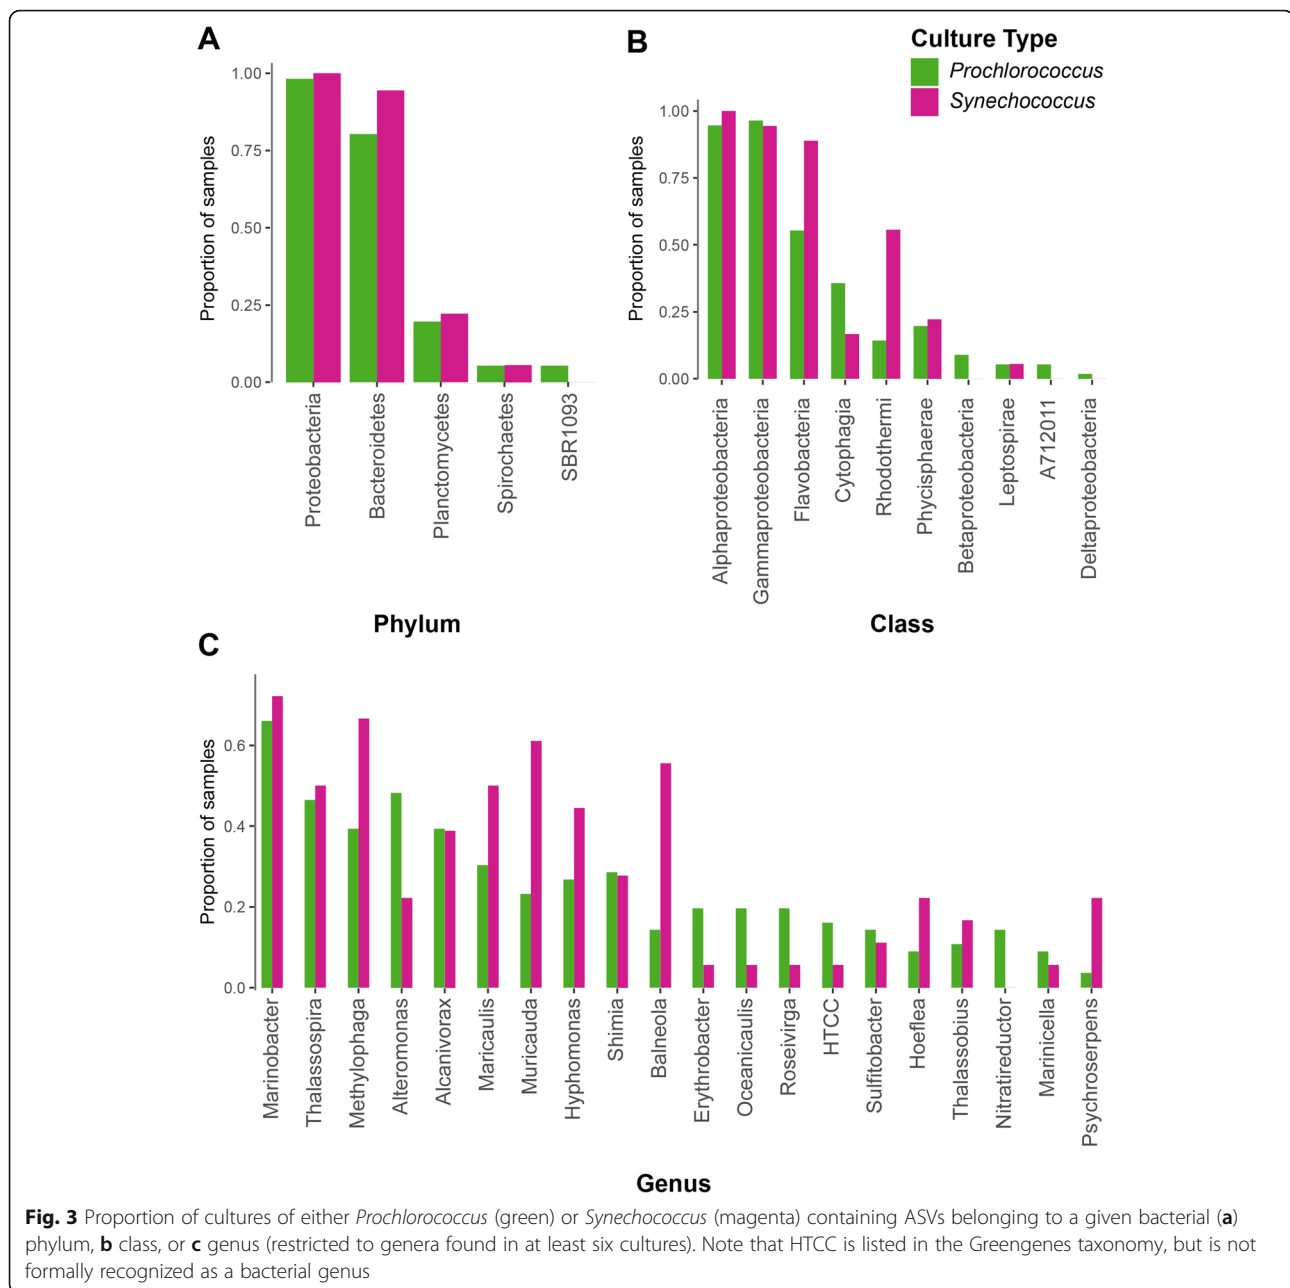 A
1.00
0.75
0.50
0.25
0.00
Proportion of samples
Proteobacteria
Bacteroidetes
Planctomycetes
Spirochaetes
SBR1093
Phylum
B
Culture Type
Prochlorococcus
Synechococcus
1.00
0.75
0.50
0.25
0.00
Proportion of samples
Alphaproteobacteria
Gammaproteobacteria
Flavobacteria
Cytophagia
Rhodothermi
Phycisphaerae
Betaproteobacteria
Leptospirae
A712011
Deltaproteobacteria
Class
C
0.6
0.4
0.2
0.0
Proportion of samples
Marinobacter
Thalassospira
Methylophaga
Alteromonas
Alcanivorax
Maricaulis
Muricauda
Hyphomonas
Shimia
Balneola
Erythrobacter
Oceanicaulis
Roseivirga
HTCC
Sulfitobacter
Hoeflea
Thalassobius
Nitratireductor
Marinicella
Psychroserpens
Genus
Fig. 3 Proportion of cultures of either Prochlorococcus (green) or Synechococcus (magenta) containing ASVs belonging to a given bacterial (a)
phylum, b class, or c genus (restricted to genera found in at least six cultures). Note that HTCC is listed in the Greengenes taxonomy, but is not
formally recognized as a bacterial genus